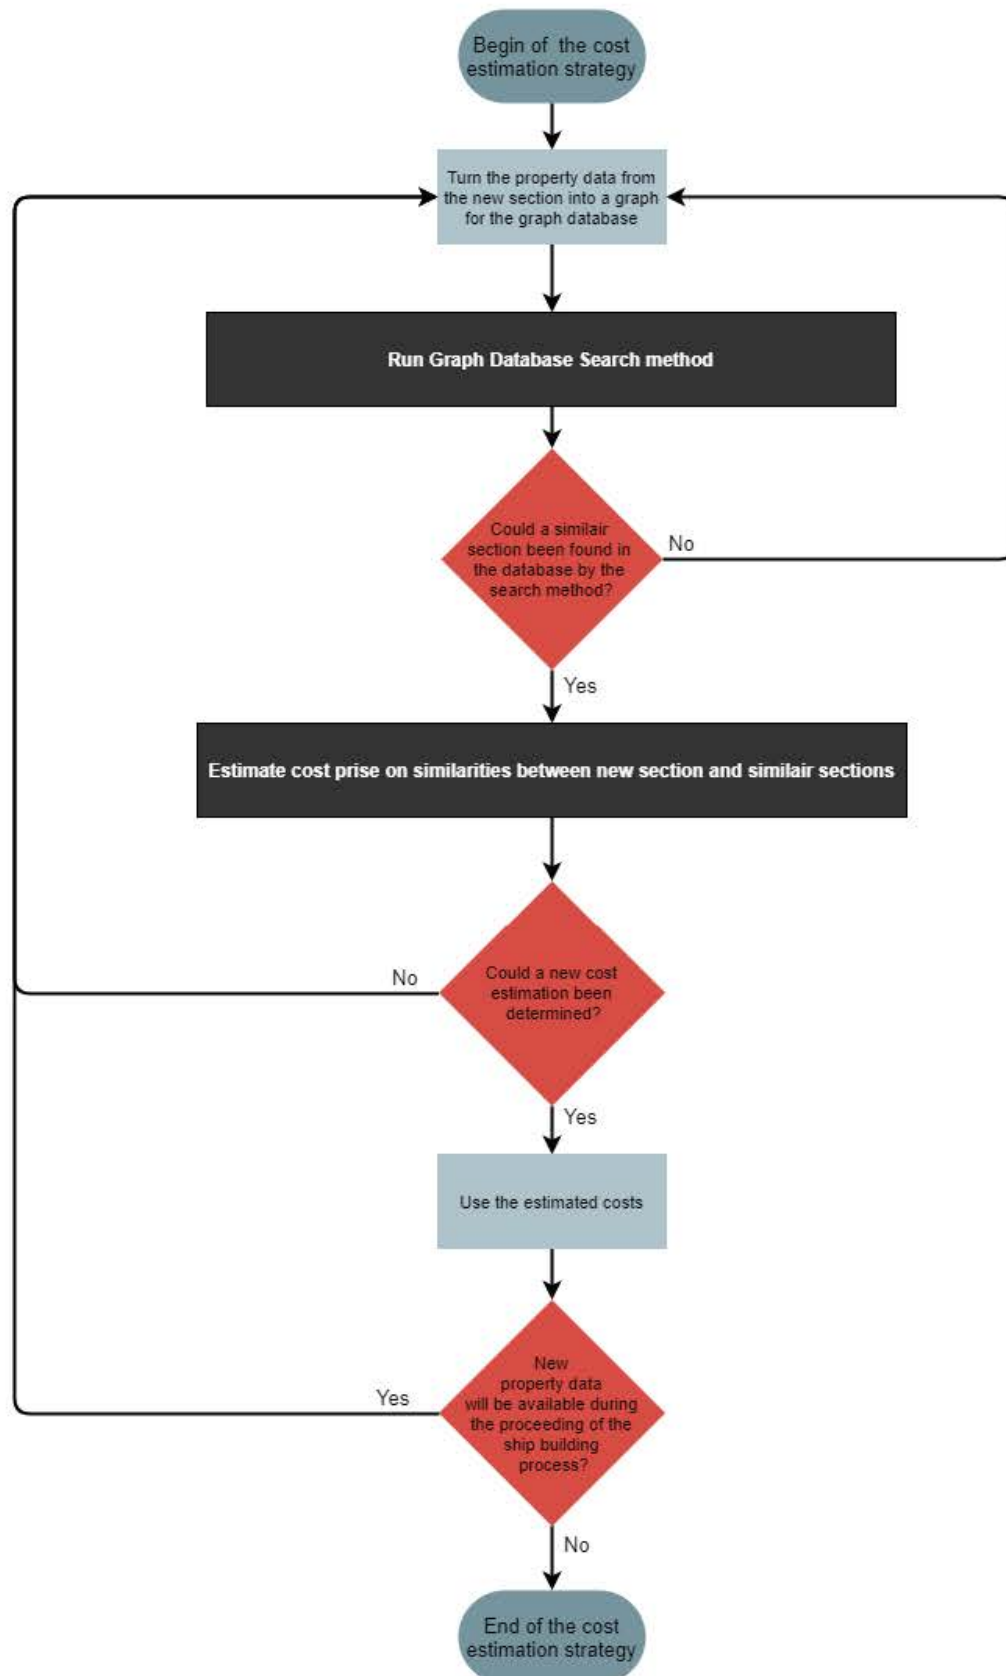 Begin of the cost
estimation strategy
Turn the property data from
the new section into a graph
for the graph database
Run Graph Database Search method
Could a similair
section been found in
the database by the
search method?
No
Yes
Estimate cost prise on similarities between new section and similair sections
Could a new cost
estimation been
determined?
No
Yes
Use the estimated costs
New
property data
will be available during
the proceeding of the
ship building
process?
Yes
No
End of the cost
estimation strategy